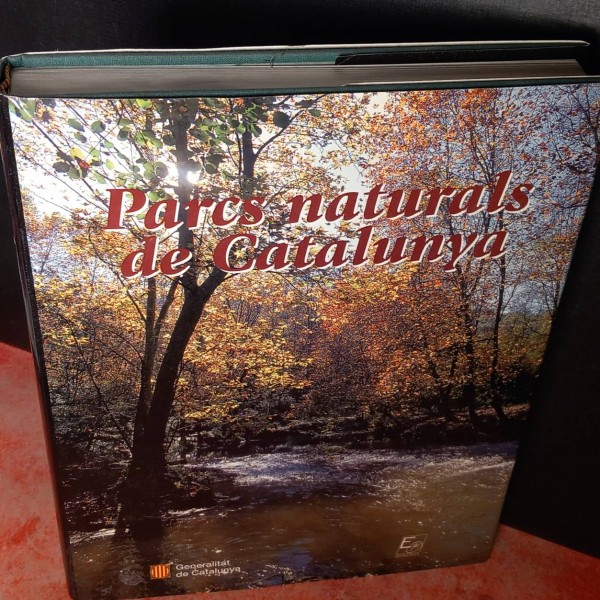 Parcs naturals
de Catalunya
Generalitat
de Catalunya